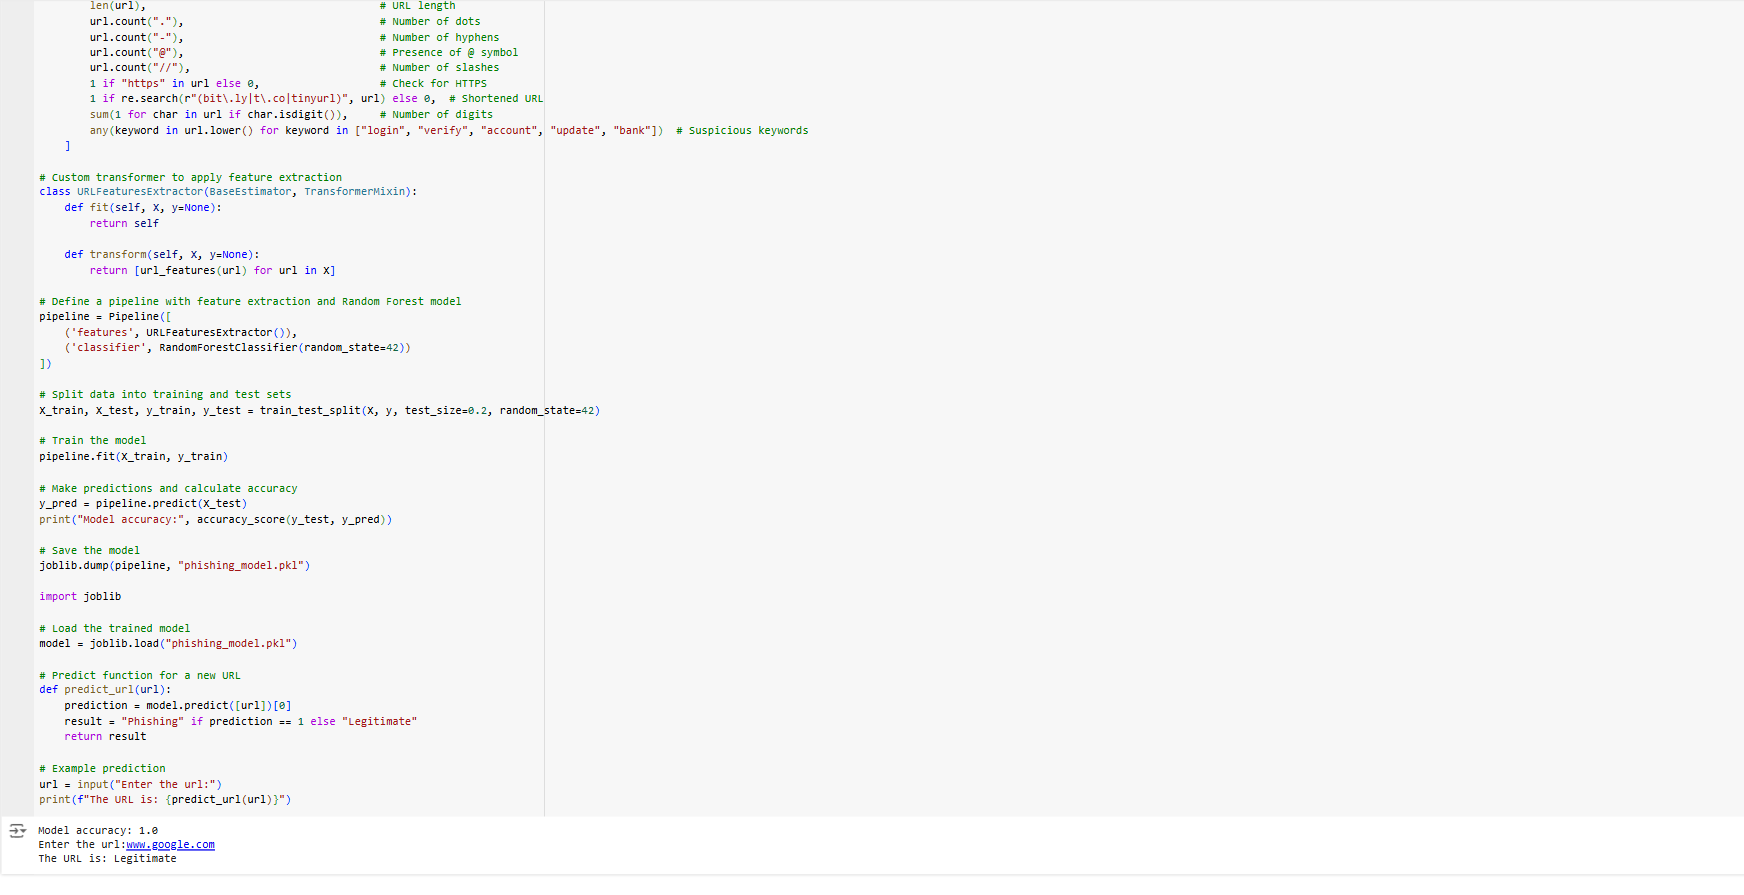 len(url),                                     # URL length
        url.count("."),                               # Number of dots
        url.count("-"),                               # Number of hyphens
        url.count("@"),                               # Presence of @ symbol
        url.count("//"),                              # Number of slashes
        1 if "https" in url else 0,                   # Check for HTTPS
        1 if re.search(r"(bit\.ly|t\.co|tinyurl)", url) else 0,  # Shortened URL
        sum(1 for char in url if char.isdigit()),     # Number of digits
        any(keyword in url.lower() for keyword in ["login", "verify", "account", "update", "bank"])  # Suspicious keywords
    ]
# Custom transformer to apply feature extraction
class URLFeaturesExtractor(BaseEstimator, TransformerMixin):
    def fit(self, X, y=None):
        return self
    def transform(self, X, y=None):
        return [url_features(url) for url in X]
# Define a pipeline with feature extraction and Random Forest model
pipeline = Pipeline([
    ('features', URLFeaturesExtractor()),
    ('classifier', RandomForestClassifier(random_state=42))
])
# Split data into training and test sets
X_train, X_test, y_train, y_test = train_test_split(X, y, test_size=0.2, random_state=42)
# Train the model
pipeline.fit(X_train, y_train)
# Make predictions and calculate accuracy
y_pred = pipeline.predict(X_test)
print("Model accuracy:", accuracy_score(y_test, y_pred))
# Save the model
joblib.dump(pipeline, "phishing_model.pkl")
import joblib
# Load the trained model
model = joblib.load("phishing_model.pkl")
# Predict function for a new URL
def predict_url(url):
    prediction = model.predict([url])[0]
    result = "Phishing" if prediction == 1 else "Legitimate"
    return result
# Example prediction
url = input("Enter the url:")
print(f"The URL is: {predict_url(url)}")
Model accuracy: 1.0
Enter the url:www.google.com
The URL is: Legitimate